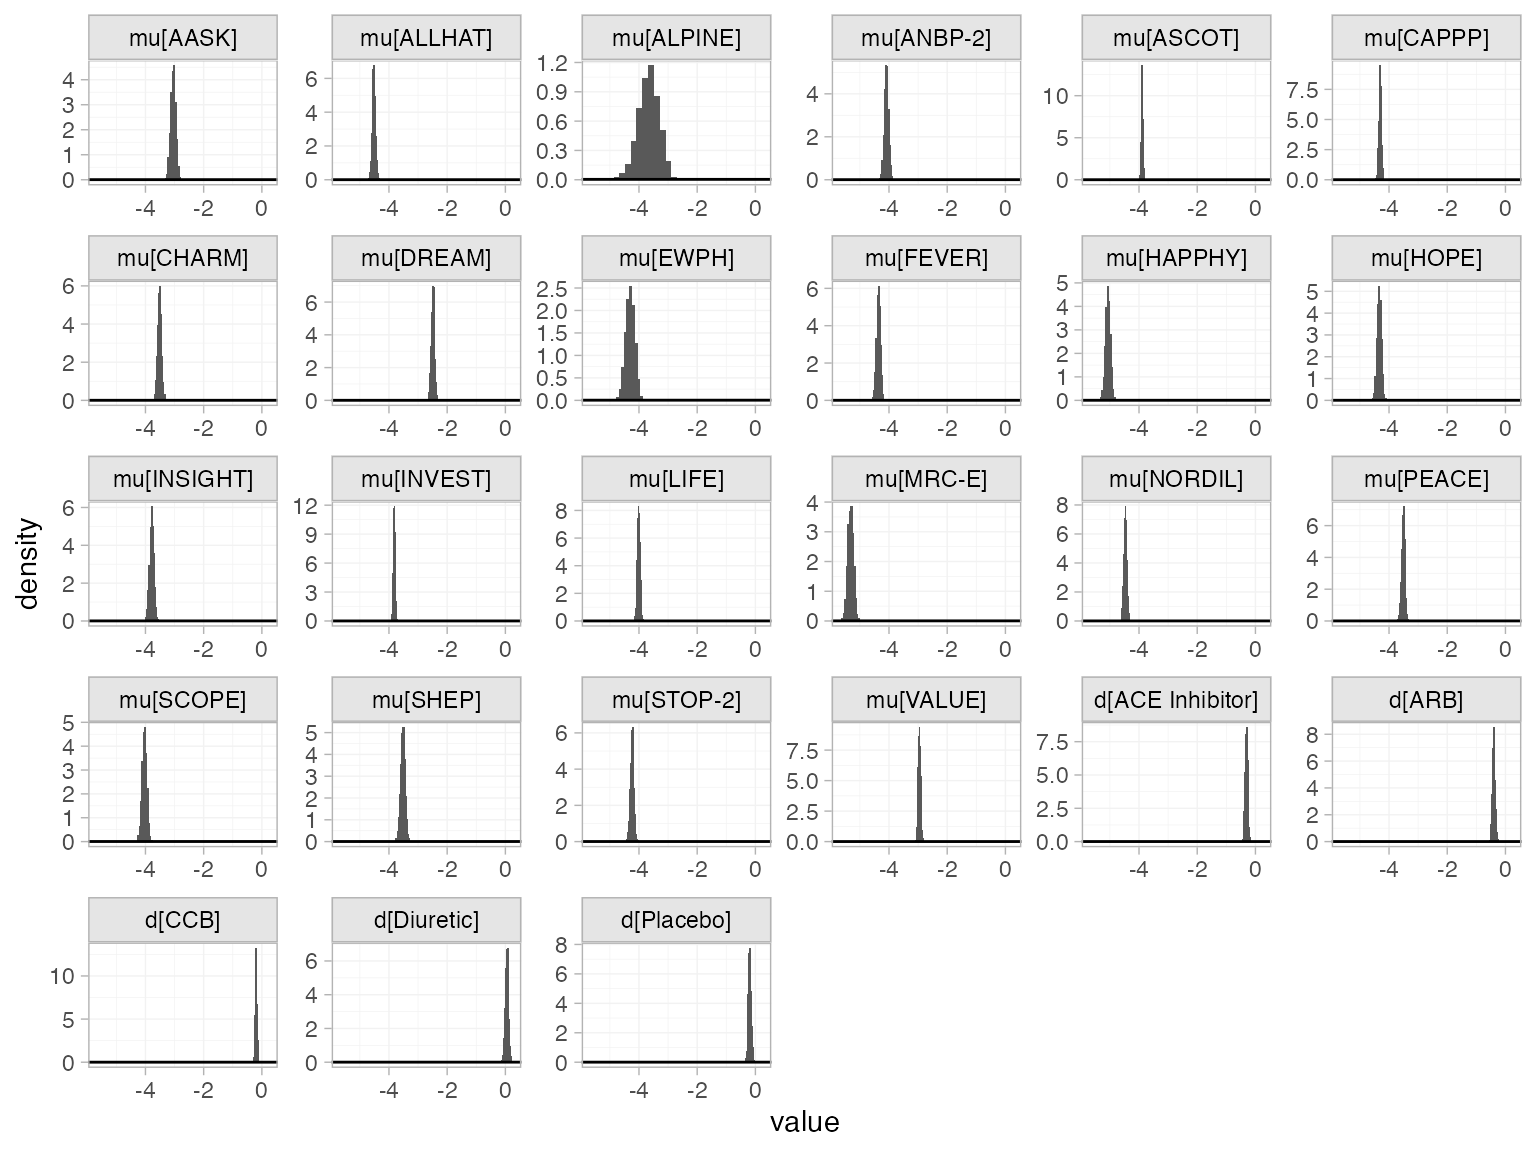 mu[AASK] mu[ALLHAT] mu[ALPINE] mu[ANBP-2] mu[ASCOT] mu[CAPPP]
4 3 2 1 0
6 4 2 0
1.2 0.9 0.6 0.3 0.0
4 2 0
10 5 0
7.5 5.0 2.5 0.0
-4 -2 0 -4 -2 0 -4 -2 0 -4 -2 0 -4 -2 0 -4 -2 0
mu[CHARM] mu[DREAM] mu[EWPH] mu[FEVER] mu[HAPPHY] mu[HOPE]
6 4 2 0
6 4 2 0
2.5 2.0 1.5 1.0 0.5 0.0
6 4 2 0
5 4 3 2 1 0
5 4 3 2 1 0
-4 -2 0 -4 -2 0 -4 -2 0 -4 -2 0 -4 -2 0 -4 -2 0
mu[INSIGHT] mu[INVEST] mu[LIFE] mu[MRC-E] mu[NORDIL] mu[PEACE]
6 4 2 0
12 9 6 3 0
8 6 4 2 0
4 3 2 1 0
8 6 4 2 0
6 4 2 0
-4 -2 0 -4 -2 0 -4 -2 0 -4 -2 0 -4 -2 0 -4 -2 0
density
mu[SCOPE] mu[SHEP] mu[STOP-2] mu[VALUE] d[ACE Inhibitor] d[ARB]
5 4 3 2 1 0
5 4 3 2 1 0
6 4 2 0
7.5 5.0 2.5 0.0
7.5 5.0 2.5 0.0
8 6 4 2 0
-4 -2 0 -4 -2 0 -4 -2 0 -4 -2 0 -4 -2 0 -4 -2 0
d[CCB] d[Diuretic] d[Placebo]
10 5 0
6 4 2 0
8 6 4 2 0
-4 -2 0 -4 -2 0 -4 -2 0
value